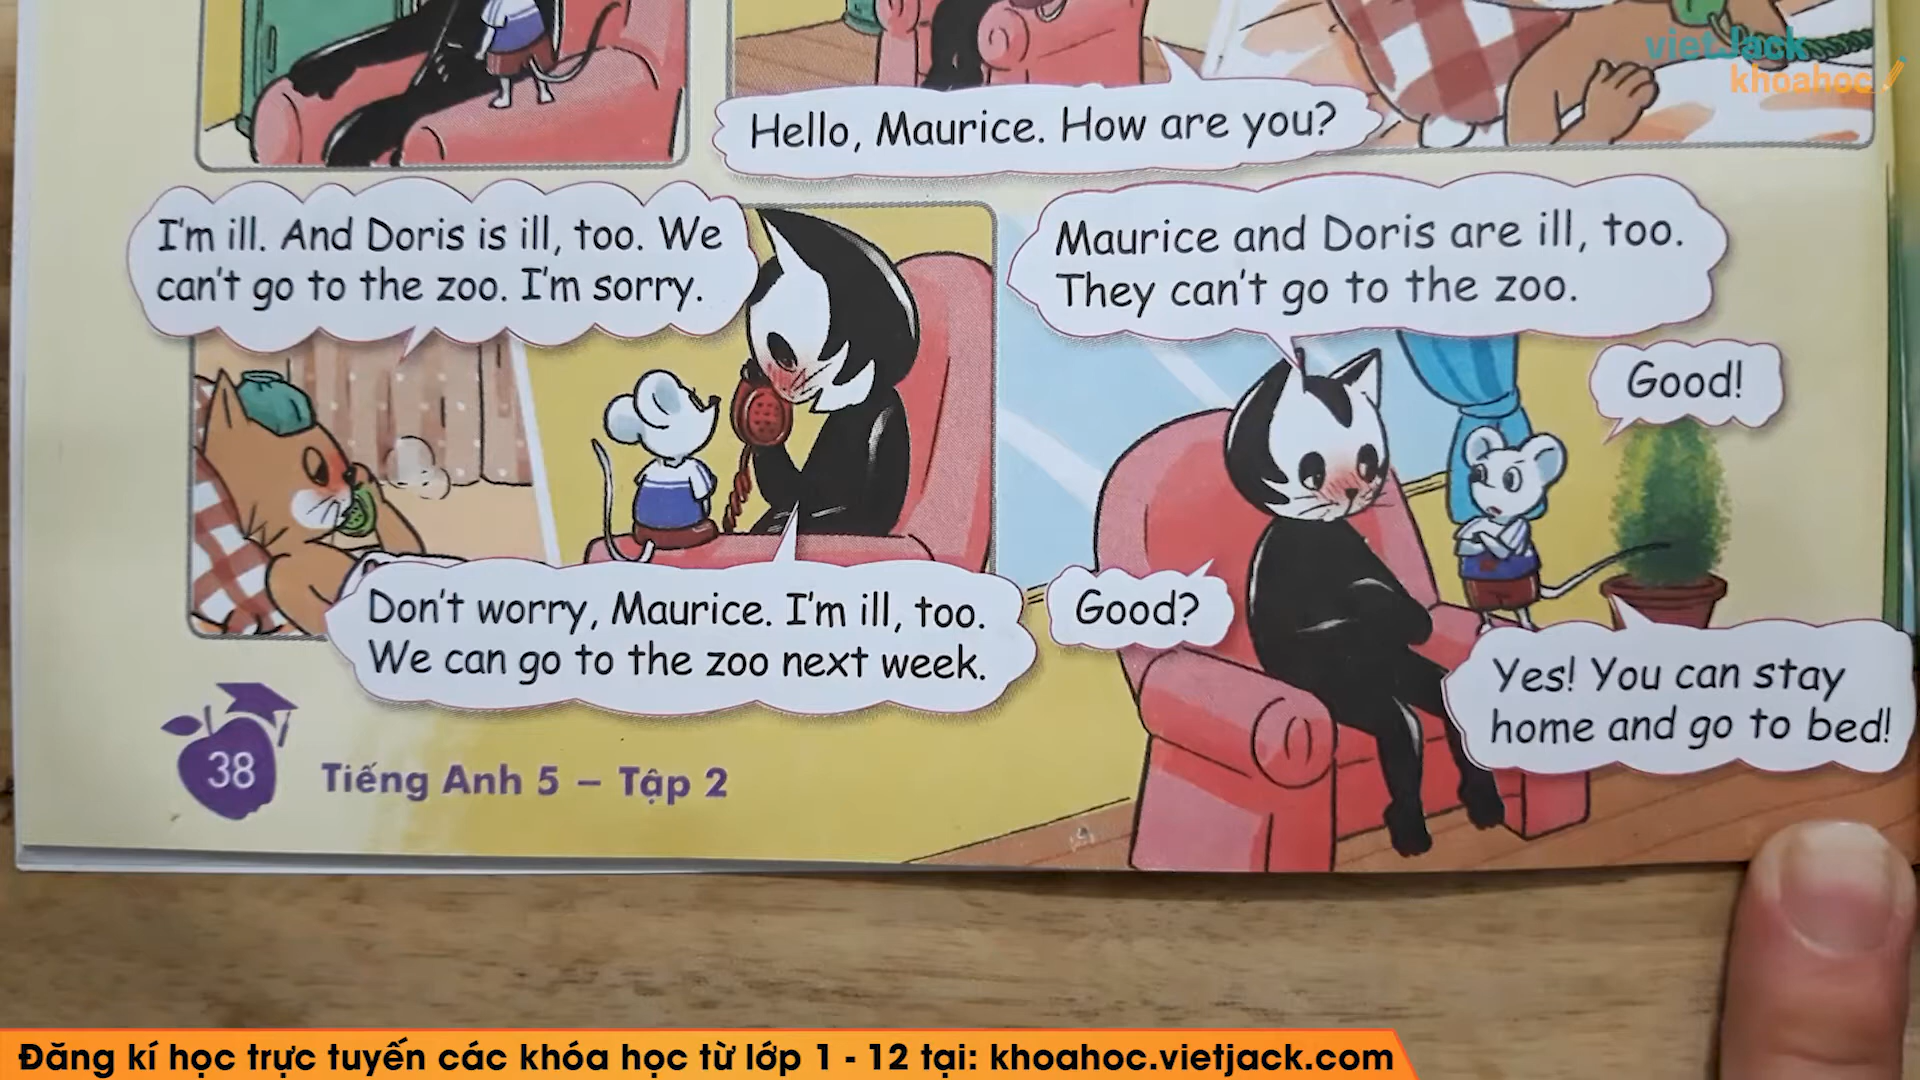 vietJack
khoahoc
Hello, Maurice. How are you?
I'm ill. And Doris is ill, too. We
can't go to the zoo. I'm sorry.
Maurice and Doris are ill, too.
They can't go to the zoo.
Good!
Don't worry, Maurice. I'm ill, too.
We can go to the zoo next week.
Good?
Yes! You can stay
home and go to bed!
38
Tiếng Anh 5 – Tập 2
Đăng kí học trực tuyến các khóa học từ lớp 1 - 12 tại: khoahoc.vietjack.com